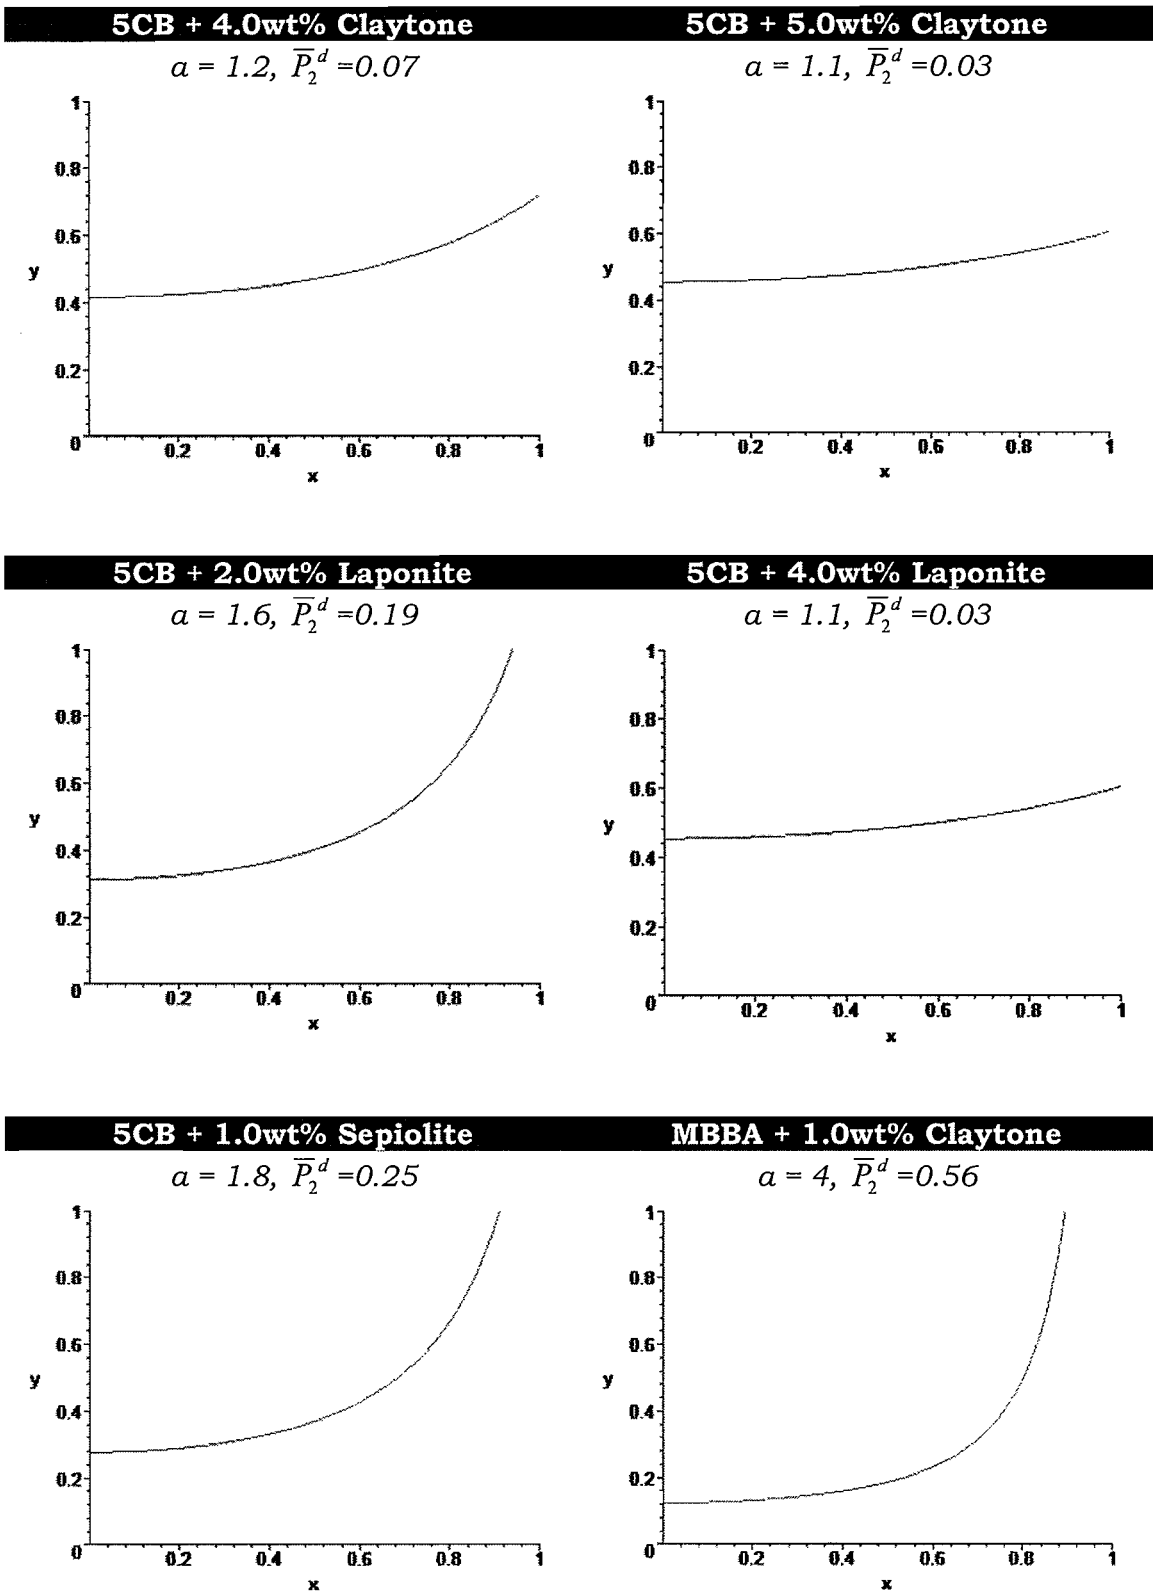 5CB + 4.0wt% Claytone
a = 1.2, P̅₂ᵈ =0.07
1
0.8
0.6
y
0.4
0.2
0
0.2 0.4 0.6 0.8 1
x
5CB + 5.0wt% Claytone
a = 1.1, P̅₂ᵈ =0.03
1
0.8
0.6
y
0.4
0.2
0
0.2 0.4 0.6 0.8 1
x
5CB + 2.0wt% Laponite
a = 1.6, P̅₂ᵈ =0.19
1
0.8
0.6
y
0.4
0.2
0
0.2 0.4 0.6 0.8 1
x
5CB + 4.0wt% Laponite
a = 1.1, P̅₂ᵈ =0.03
1
0.8
0.6
y
0.4
0.2
0
0.2 0.4 0.6 0.8 1
x
5CB + 1.0wt% Sepiolite
a = 1.8, P̅₂ᵈ =0.25
1
0.8
0.6
y
0.4
0.2
0
0.2 0.4 0.6 0.8 1
x
MBBA + 1.0wt% Claytone
a = 4, P̅₂ᵈ =0.56
1
0.8
0.6
y
0.4
0.2
0
0.2 0.4 0.6 0.8 1
x